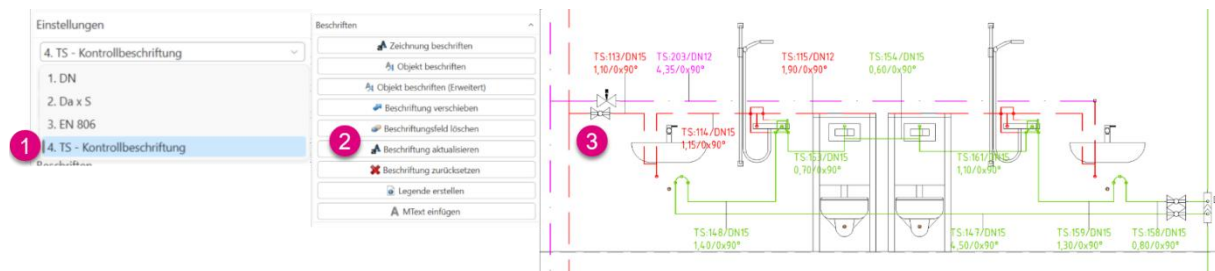 Einstellungen
4. TS - Kontrollbeschriftung
1. DN
2. Da x S
3. EN 806
4. TS - Kontrollbeschriftung
1
Beschriften
Beschriften
Zeichnung beschriften
Objekt beschriften
Objekt beschriften (Erweitert)
Beschriftung verschieben
Beschriftungsfeld löschen
Beschriftung aktualisieren
Beschriftung zurücksetzen
Legende erstellen
MText einfügen
2
3
TS:113/DN15
1,10/0x90°
TS:203/DN12
4,35/0x90°
TS:115/DN12
1,90/0x90°
TS:154/DN15
0,60/0x90°
TS:114/DN15
1,15/0x90°
TS:153/DN15
0,70/0x90°
TS:161/DN15
1,10/0x90°
TS:148/DN15
1,40/0x90°
TS:147/DN15
4,50/0x90°
TS:159/DN15
1,30/0x90°
TS:158/DN15
0,80/0x90°